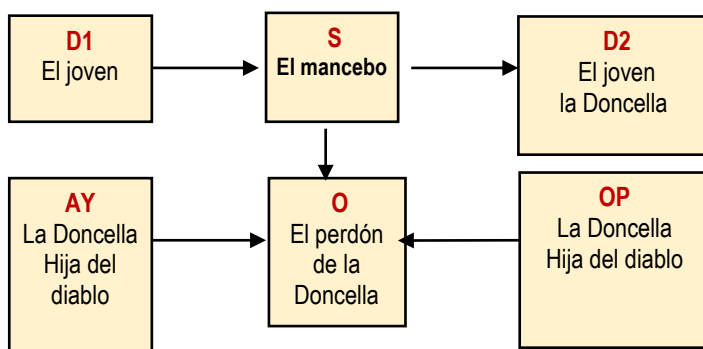 D1
El joven
S
El mancebo
D2
El joven
la Doncella
AY
La Doncella
Hija del
diablo
O
El perdón
de la
Doncella
OP
La Doncella
Hija del diablo